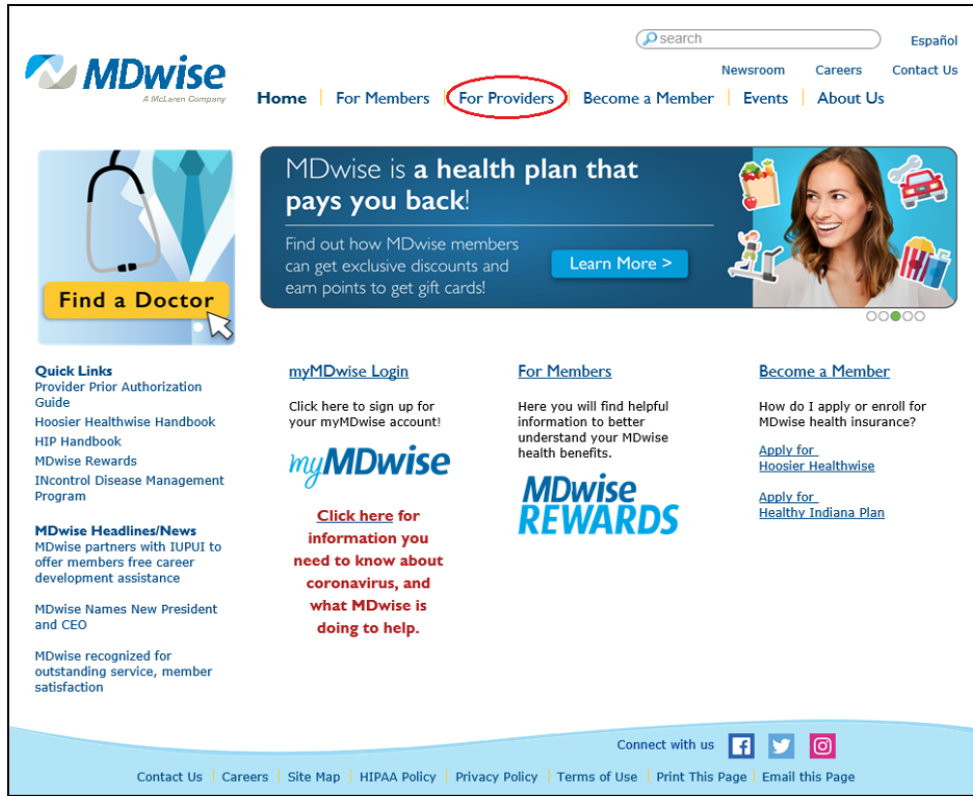 search
Español
Newsroom Careers Contact Us
MDwise
A McLaren Company
Home For Members For Providers Become a Member Events About Us
Find a Doctor
MDwise is a health plan that
pays you back!
Find out how MDwise members
can get exclusive discounts and
earn points to get gift cards!
Learn More >
Quick Links
Provider Prior Authorization
Guide
Hoosier Healthwise Handbook
HIP Handbook
MDwise Rewards
INcontrol Disease Management
Program
MDwise Headlines/News
MDwise partners with IUPUI to
offer members free career
development assistance
MDwise Names New President
and CEO
MDwise recognized for
outstanding service, member
satisfaction
myMDwise Login
Click here to sign up for
your myMDwise account!
myMDwise
Click here for
information you
need to know about
coronavirus, and
what MDwise is
doing to help.
For Members
Here you will find helpful
information to better
understand your MDwise
health benefits.
MDwise
REWARDS
Become a Member
How do I apply or enroll for
MDwise health insurance?
Apply for
Hoosier Healthwise
Apply for
Healthy Indiana Plan
Connect with us
Contact Us Careers Site Map HIPAA Policy Privacy Policy Terms of Use Print This Page Email this Page